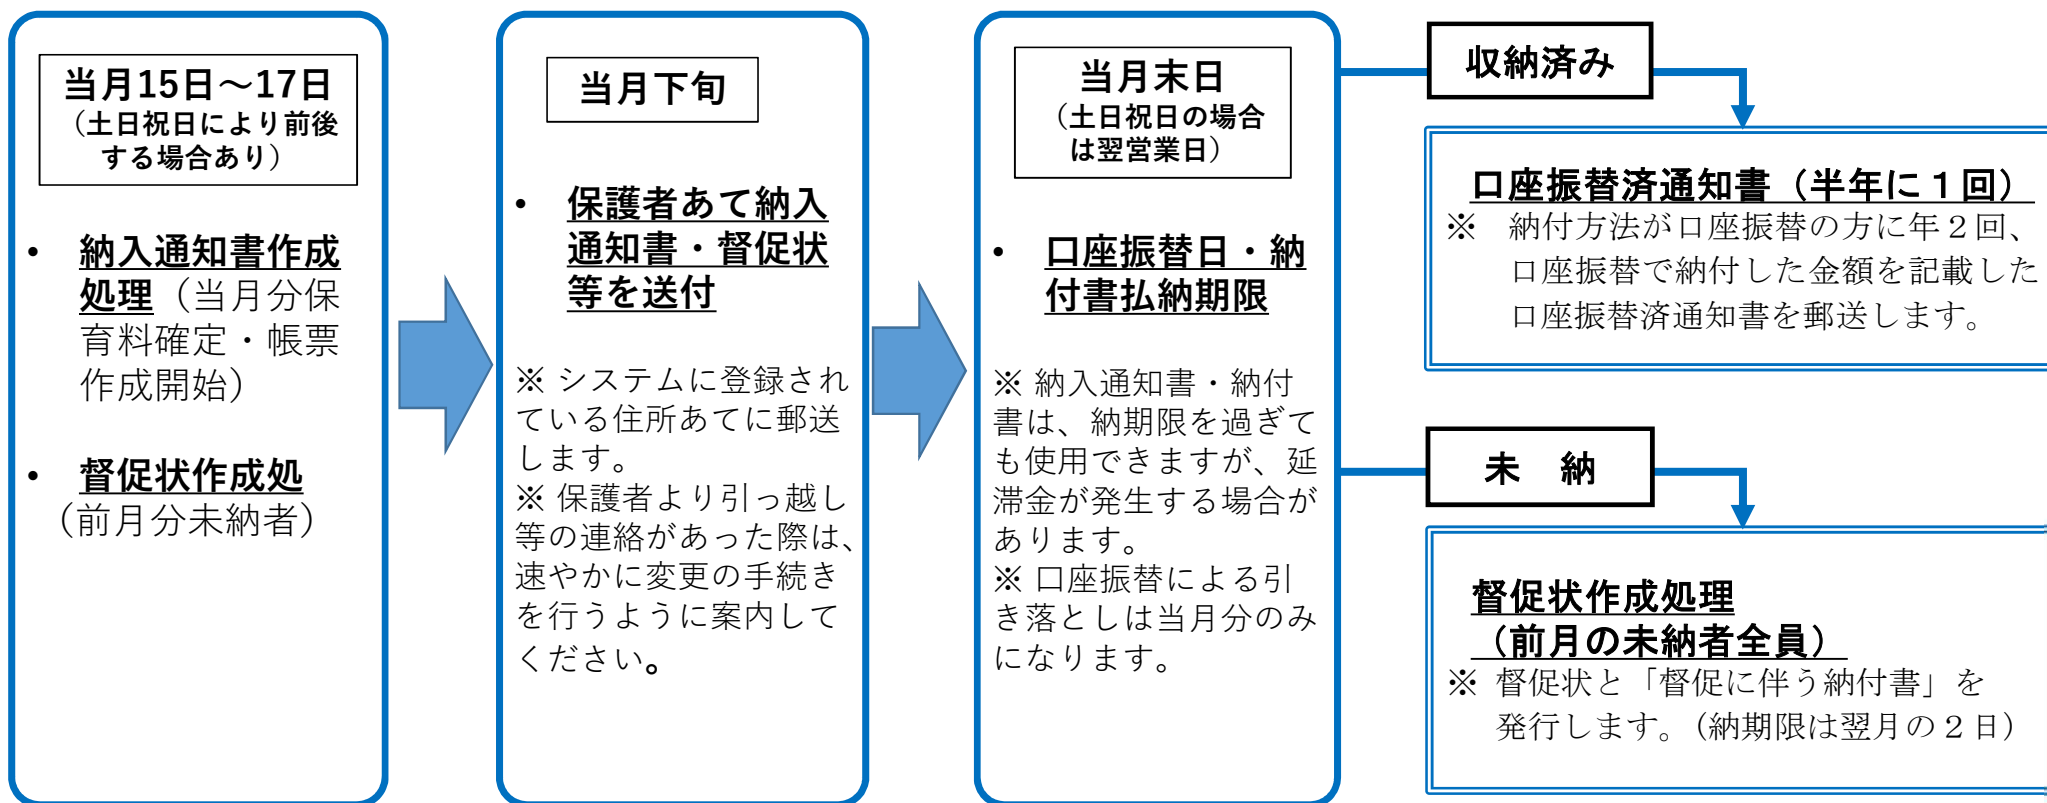 当月15日～17日
（土日祝日により前後
する場合あり）
• 納入通知書作成
処理（当月分保
育料確定・帳票
作成開始）
• 督促状作成処
（前月分未納者）
当月下旬
• 保護者あて納入
通知書・督促状
等を送付
※ システムに登録され
ている住所あてに郵送
します。
※ 保護者より引っ越し
等の連絡があった際は、
速やかに変更の手続き
を行うように案内して
ください。
当月末日
（土日祝日の場合
は翌営業日）
• 口座振替日・納
付書払納期限
※ 納入通知書・納付
書は、納期限を過ぎて
も使用できますが、延
滞金が発生する場合が
あります。
※ 口座振替による引
き落としは当月分のみ
になります。
収納済み
口座振替済通知書（半年に１回）
※ 納付方法が口座振替の方に年２回、
口座振替で納付した金額を記載した
口座振替済通知書を郵送します。
未　納
督促状作成処理
（前月の未納者全員）
※ 督促状と「督促に伴う納付書」を
発行します。（納期限は翌月の２日）